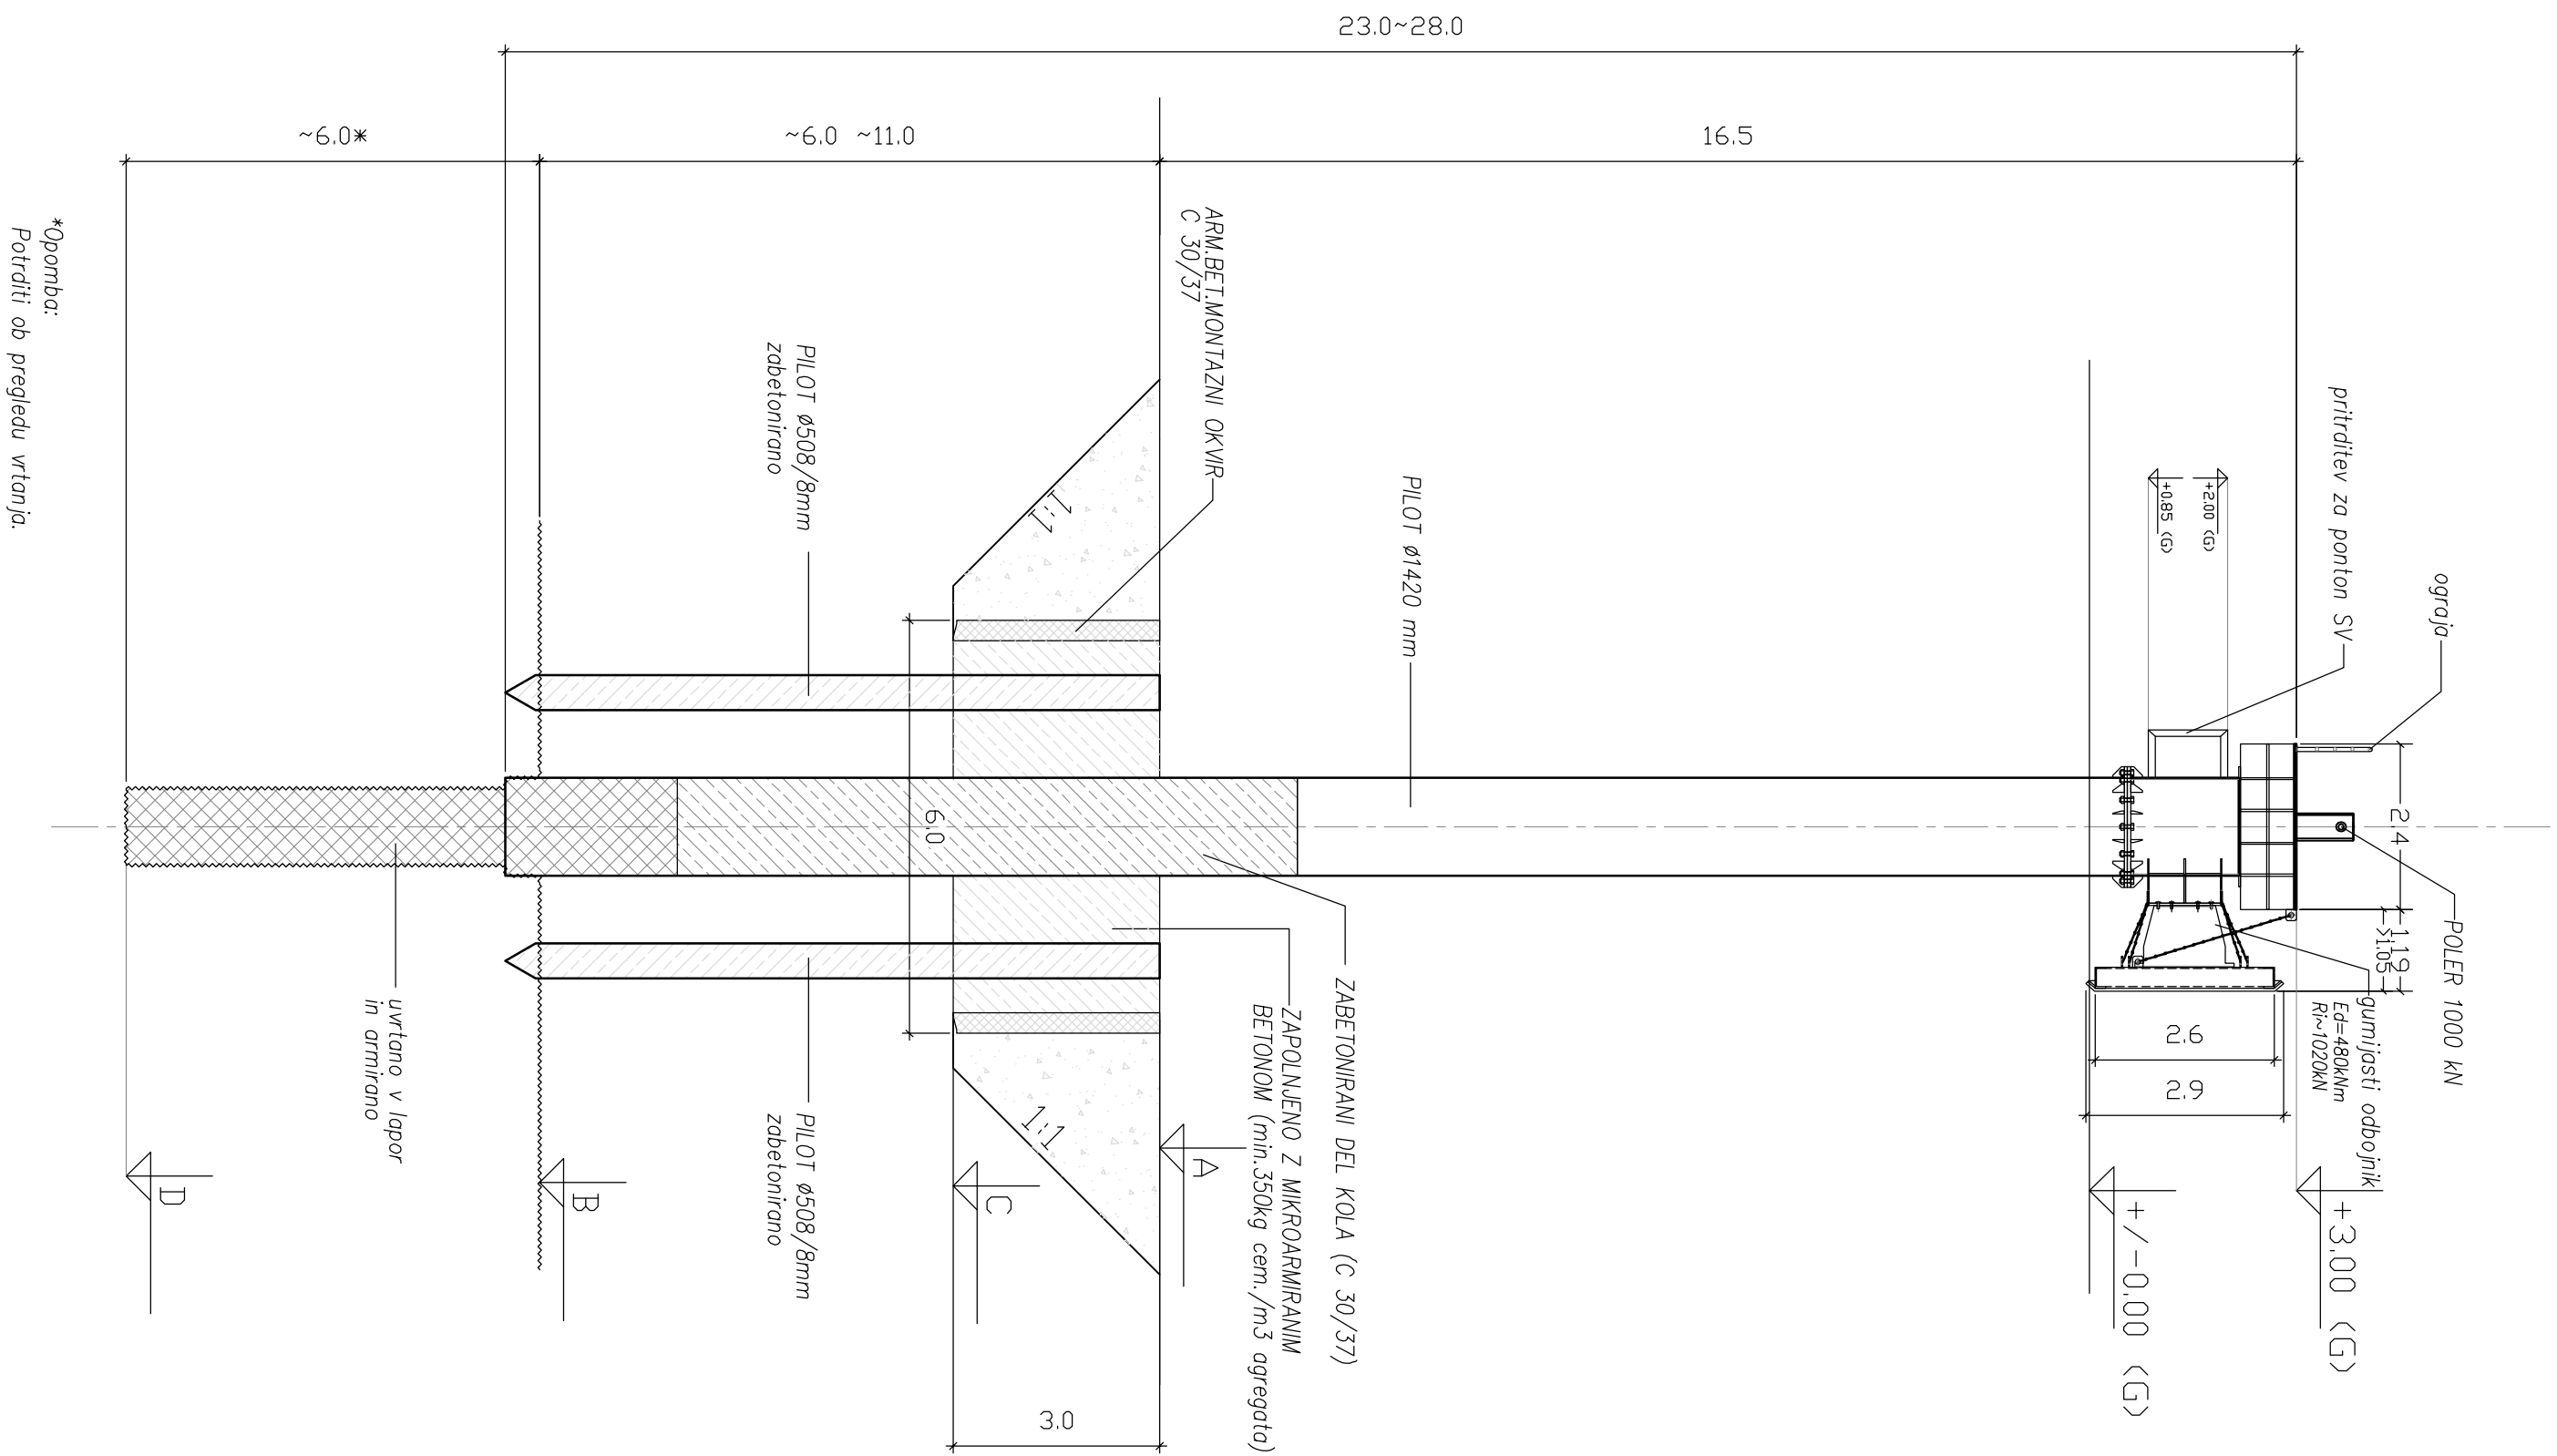 23.0~28.0
~6.0*
~6.0 ~11.0
16.5
*Opomba:
Potrditi ob pregledu vrtanja.
ARM.BET.MONTAZNI OKVIR
C 30/37
PILOT ø508/8mm
zabetonirano
1:1
PILOT ø1420 mm
+0.85 (G)
+2.00 (G)
pritrditev za ponton SV
ograja
2.4
1.19
>1.05
POLER 1000 kN
gumijasti odbojnik
Ed=480kNm
Ri~1020kN
2.6
2.9
6.0
ZABETONIRANI DEL KOLA (C 30/37)
ZAPOLNJENO Z MIKROARMIRANIM
BETONOM (min.350kg cem./m3 agregata)
uvrtano v lapor
in armirano
PILOT ø508/8mm
zabetonirano
1:1
A
B
C
D
+/-0.00 (G)
+3.00 (G)
3.0